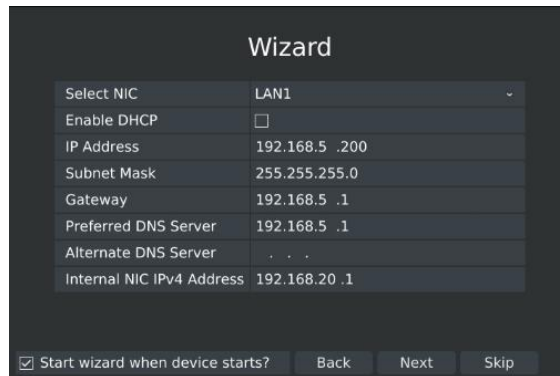 Wizard
Select NIC LAN1
Enable DHCP
IP Address 192.168.5 .200
Subnet Mask 255.255.255.0
Gateway 192.168.5 .1
Preferred DNS Server 192.168.5 .1
Alternate DNS Server . . .
Internal NIC IPv4 Address 192.168.20 .1
Start wizard when device starts? Back Next Skip